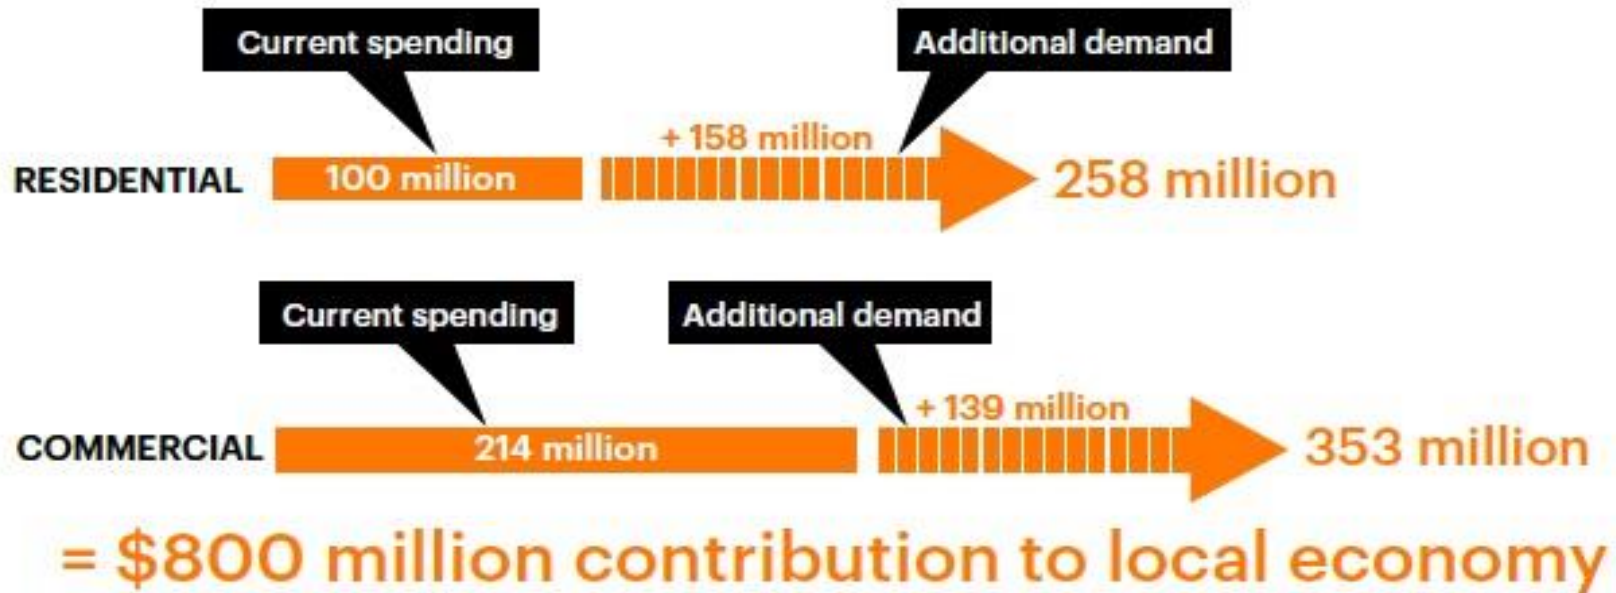 Current spending
Additional demand
+ 158 million
RESIDENTIAL
100 million
258 million
Current spending
Additional demand
+ 139 million
COMMERCIAL
214 million
353 million
= $800 million contribution to local economy